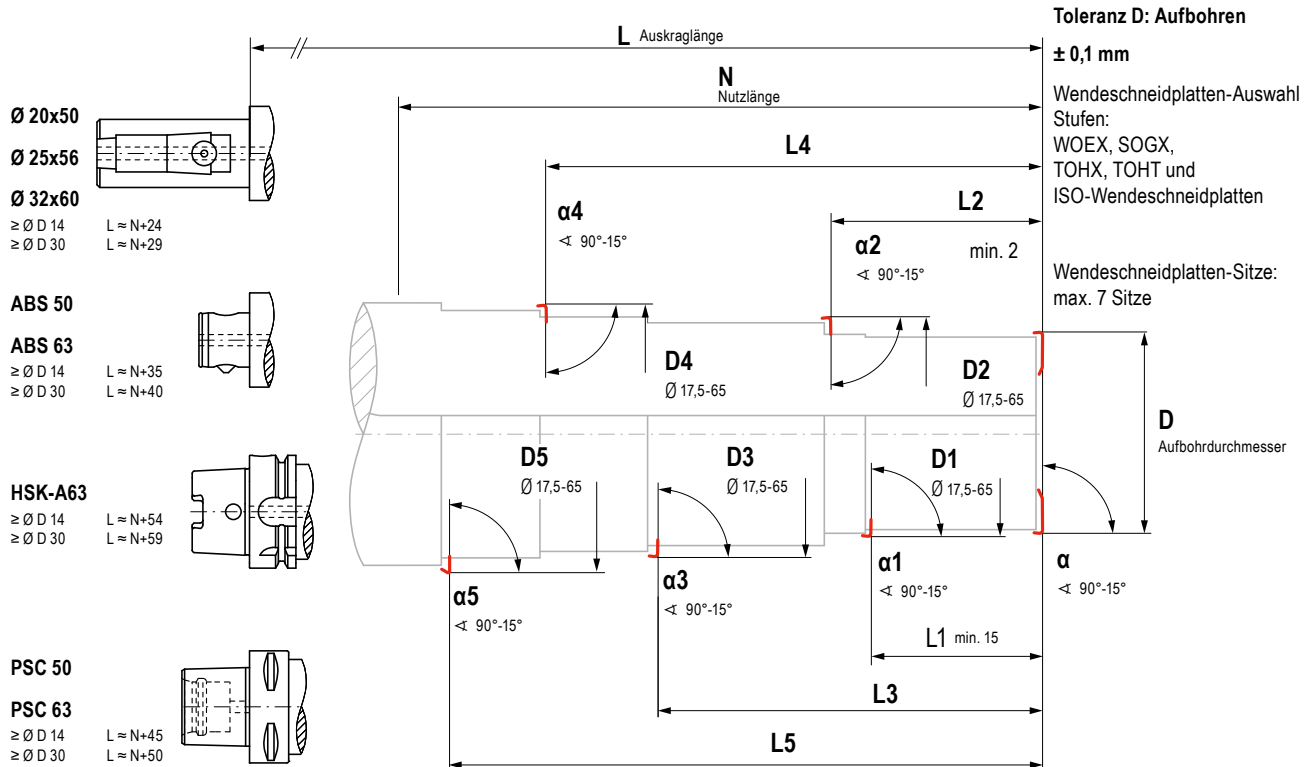 Toleranz D: Aufbohren
± 0,1 mm
Wendeschneidplatten-Auswahl
Stufen:
WOEX, SOGX,
TOHX, TOHT und
ISO-Wendeschneidplatten
Wendeschneidplatten-Sitze:
max. 7 Sitze
L Auskraglänge
N
Nutzlänge
L4
L2
min. 2
Ø 20x50
Ø 25x56
Ø 32x60
≥ Ø D 14 L ≈ N+24
≥ Ø D 30 L ≈ N+29
ABS 50
ABS 63
≥ Ø D 14 L ≈ N+35
≥ Ø D 30 L ≈ N+40
HSK-A63
≥ Ø D 14 L ≈ N+54
≥ Ø D 30 L ≈ N+59
PSC 50
PSC 63
≥ Ø D 14 L ≈ N+45
≥ Ø D 30 L ≈ N+50
α4
∢ 90°-15°
α2
∢ 90°-15°
D4
Ø 17,5-65
D2
Ø 17,5-65
D
Aufbohrdurchmesser
D5
Ø 17,5-65
D3
Ø 17,5-65
D1
Ø 17,5-65
α5
∢ 90°-15°
α3
∢ 90°-15°
α1
∢ 90°-15°
α
∢ 90°-15°
L1 min. 15
L3
L5